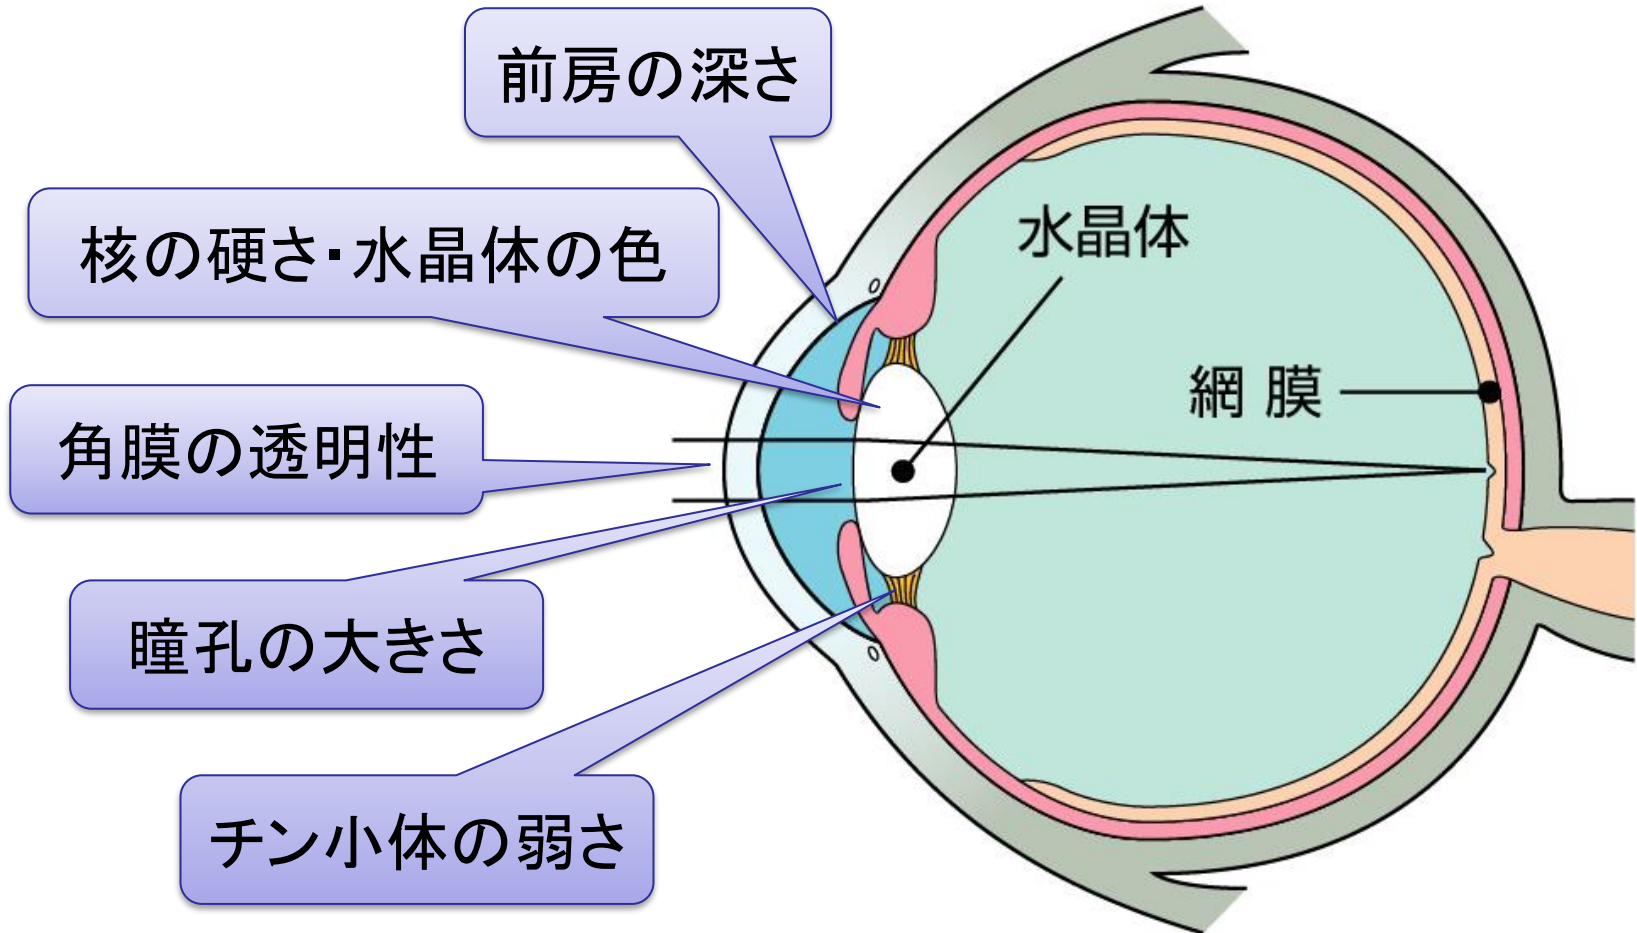 前房の深さ
核の硬さ・水晶体の色
水晶体
網膜
角膜の透明性
瞳孔の大きさ
チン小体の弱さ